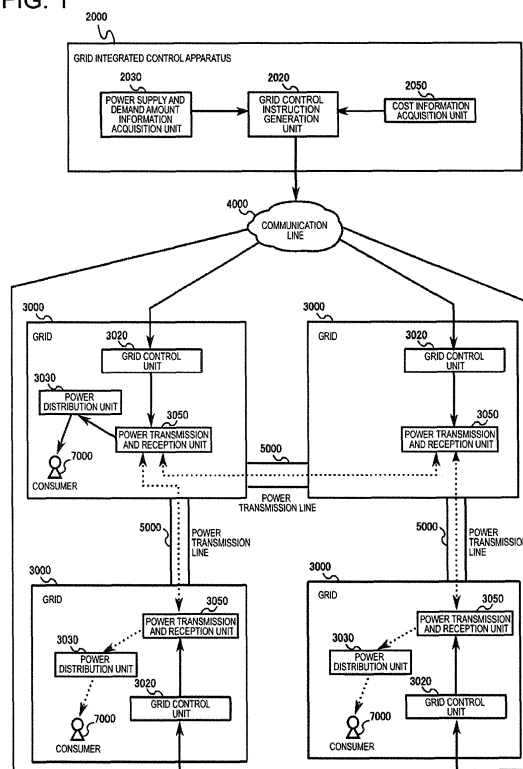 FIG. 1
2000
GRID INTEGRATED CONTROL APPARATUS
2030
POWER SUPPLY AND
DEMAND AMOUNT
INFORMATION
ACQUISITION UNIT
2020
GRID CONTROL
INSTRUCTION
GENERATION
UNIT
2050
COST INFORMATION
ACQUISITION UNIT
4000
COMMUNICATION
LINE
3000
GRID
3020
GRID CONTROL
UNIT
3030
POWER
DISTRIBUTION UNIT
3050
POWER TRANSMISSION
AND RECEPTION UNIT
7000
CONSUMER
3000
GRID
3020
GRID CONTROL
UNIT
3050
POWER TRANSMISSION
AND RECEPTION UNIT
5000
POWER
TRANSMISSION LINE
5000
POWER
TRANSMISSION
LINE
5000
POWER
TRANSMISSION
LINE
3000
GRID
3050
POWER TRANSMISSION
AND RECEPTION UNIT
3030
POWER
DISTRIBUTION UNIT
3020
GRID CONTROL
UNIT
7000
CONSUMER
3000
GRID
3050
POWER TRANSMISSION
AND RECEPTION UNIT
3030
POWER
DISTRIBUTION UNIT
3020
GRID CONTROL
UNIT
7000
CONSUMER